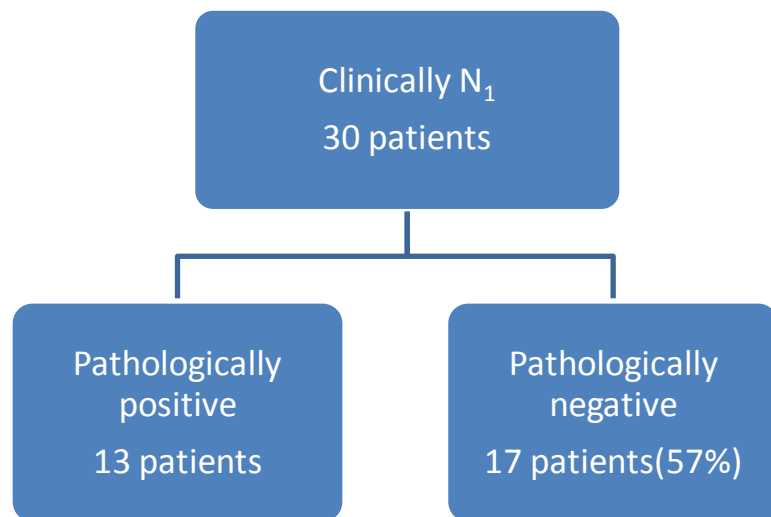 Clinically N₁
30 patients
Pathologically
positive
13 patients
Pathologically
negative
17 patients(57%)